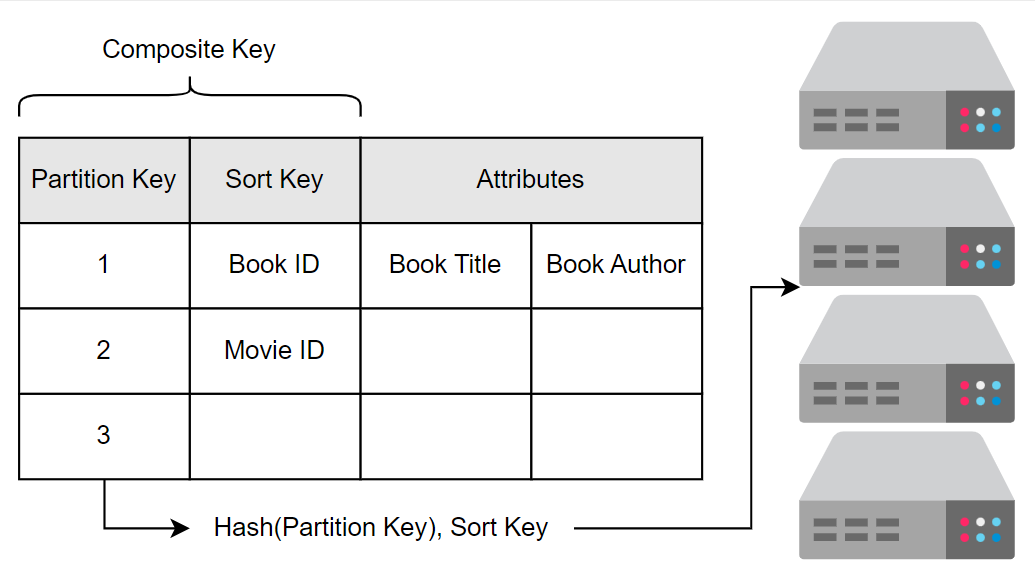 Composite Key
Partition Key Sort Key Attributes
1 Book ID Book Title Book Author
2 Movie ID
3
Hash(Partition Key), Sort Key